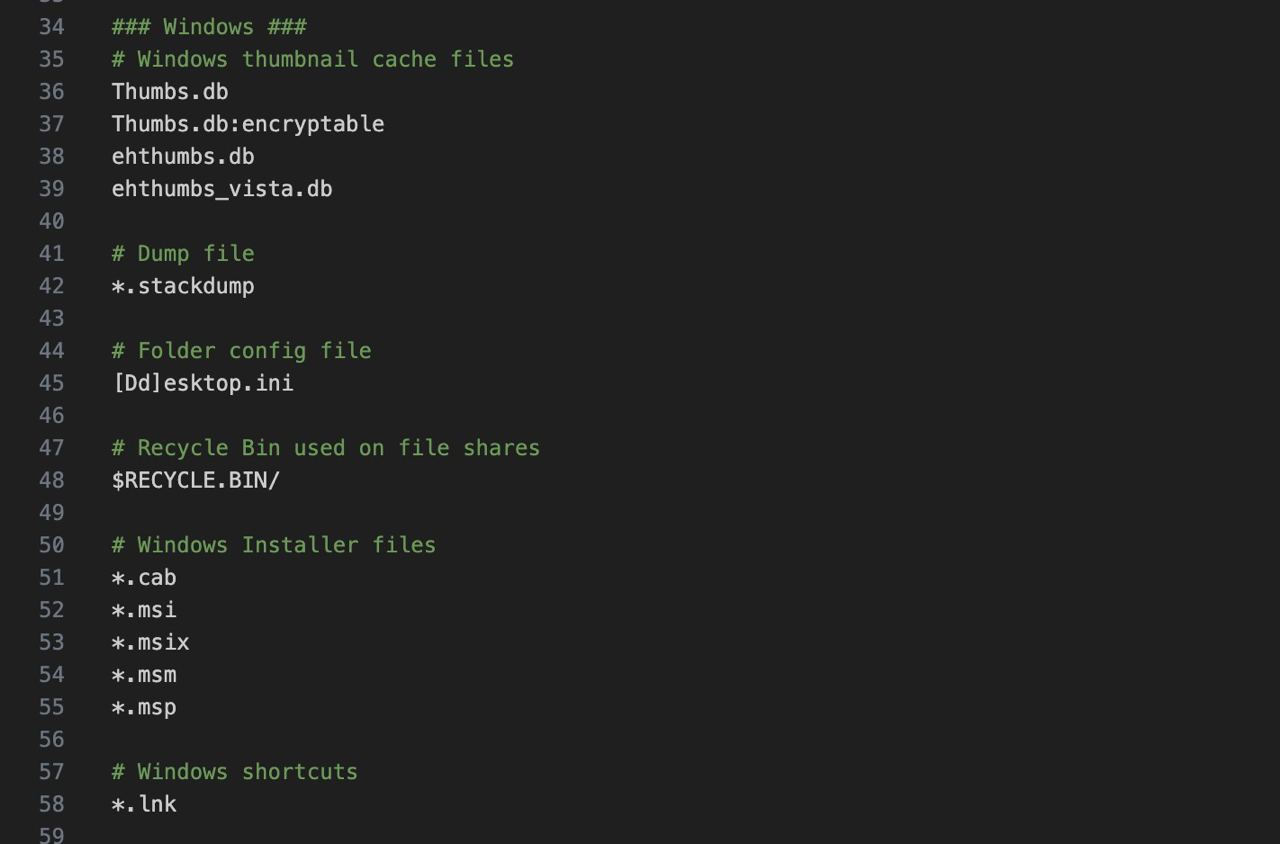 34 ### Windows ###
35 # Windows thumbnail cache files
36 Thumbs.db
37 Thumbs.db:encryptable
38 ehthumbs.db
39 ehthumbs_vista.db
40
41 # Dump file
42 *.stackdump
43
44 # Folder config file
45 [Dd]esktop.ini
46
47 # Recycle Bin used on file shares
48 $RECYCLE.BIN/
49
50 # Windows Installer files
51 *.cab
52 *.msi
53 *.msix
54 *.msm
55 *.msp
56
57 # Windows shortcuts
58 *.lnk
59